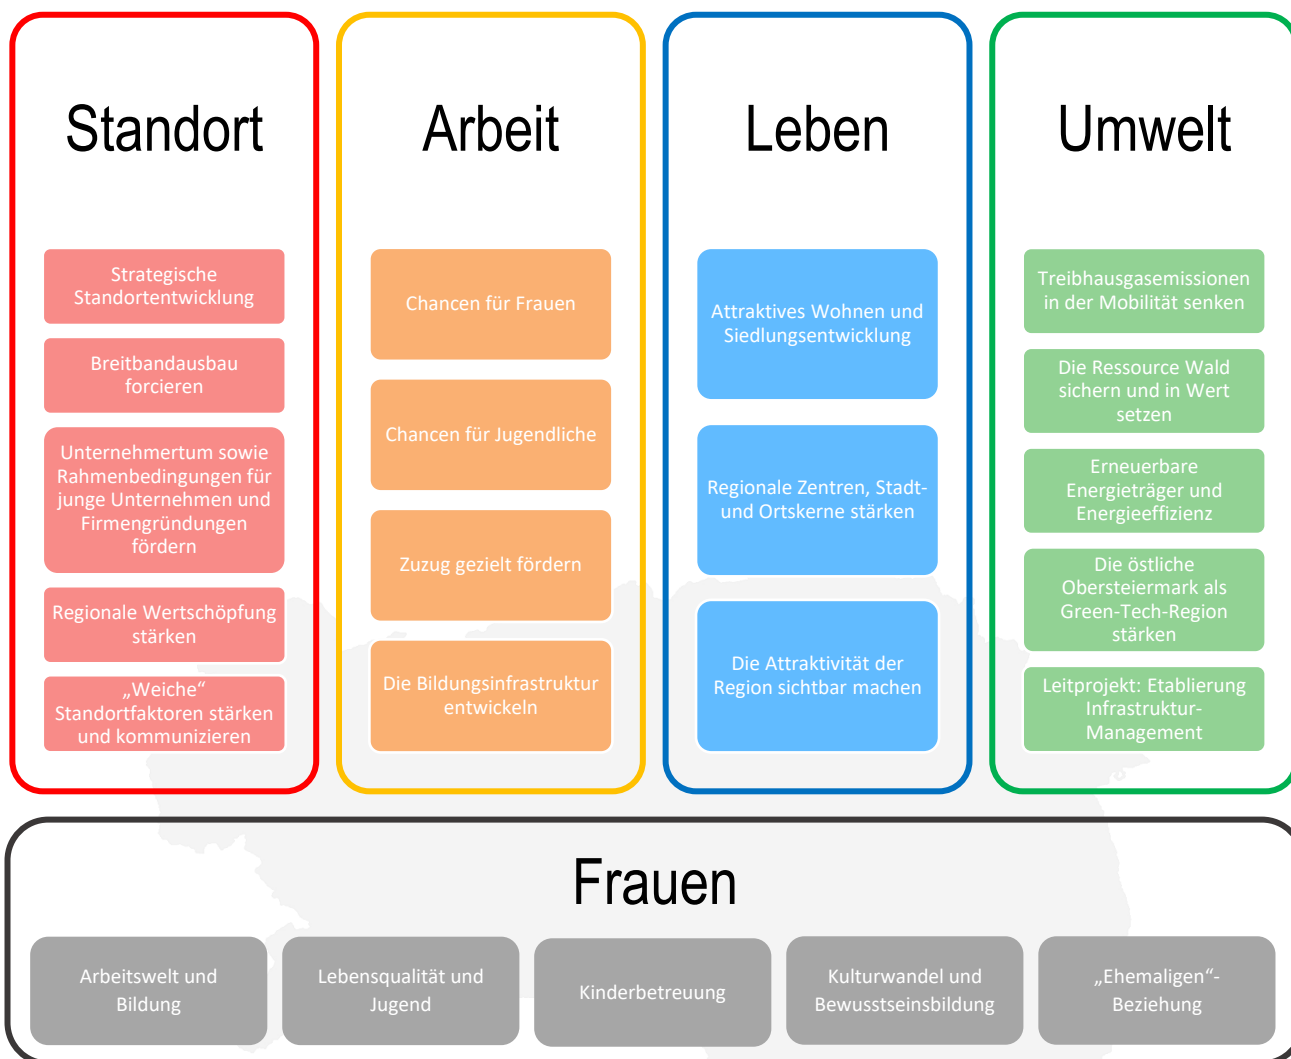 Standort
Strategische
Standortentwicklung
Breitbandausbau
forcieren
Unternehmertum sowie
Rahmenbedingungen für
junge Unternehmen und
Firmengründungen
fördern
Regionale Wertschöpfung
stärken
„Weiche“
Standortfaktoren stärken
und kommunizieren
Arbeit
Chancen für Frauen
Chancen für Jugendliche
Zuzug gezielt fördern
Die Bildungsinfrastruktur
entwickeln
Leben
Attraktives Wohnen und
Siedlungsentwicklung
Regionale Zentren, Stadt-
und Ortskerne stärken
Die Attraktivität der
Region sichtbar machen
Umwelt
Treibhausgasemissionen
in der Mobilität senken
Die Ressource Wald
sichern und in Wert
setzen
Erneuerbare
Energieträger und
Energieeffizienz
Die östliche
Obersteiermark als
Green-Tech-Region
stärken
Leitprojekt: Etablierung
Infrastruktur-
Management
Frauen
Arbeitswelt und
Bildung
Lebensqualität und
Jugend
Kinderbetreuung
Kulturwandel und
Bewusstseinsbildung
„Ehemaligen“-
Beziehung